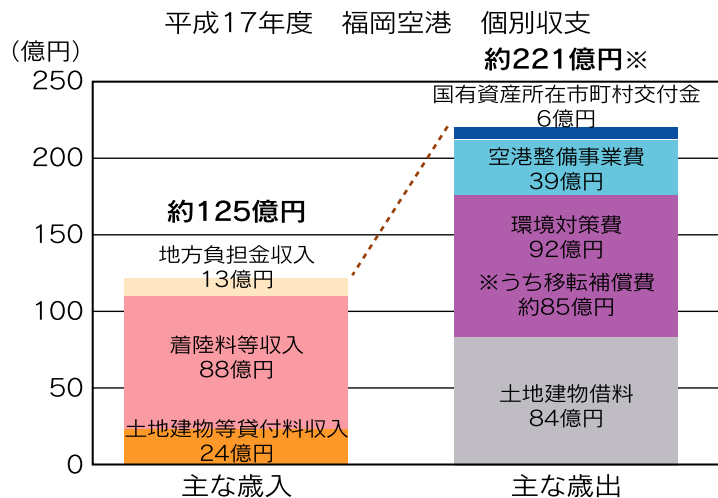 平成17年度　福岡空港　個別収支
（億円）
約221億円※
250
国有資産所在市町村交付金
6億円
200
空港整備事業費
39億円
約125億円
150
環境対策費
92億円
地方負担金収入
13億円
※うち移転補償費
約85億円
100
着陸料等収入
88億円
50
土地建物借料
84億円
土地建物等貸付料収入
24億円
0
主な歳入
主な歳出